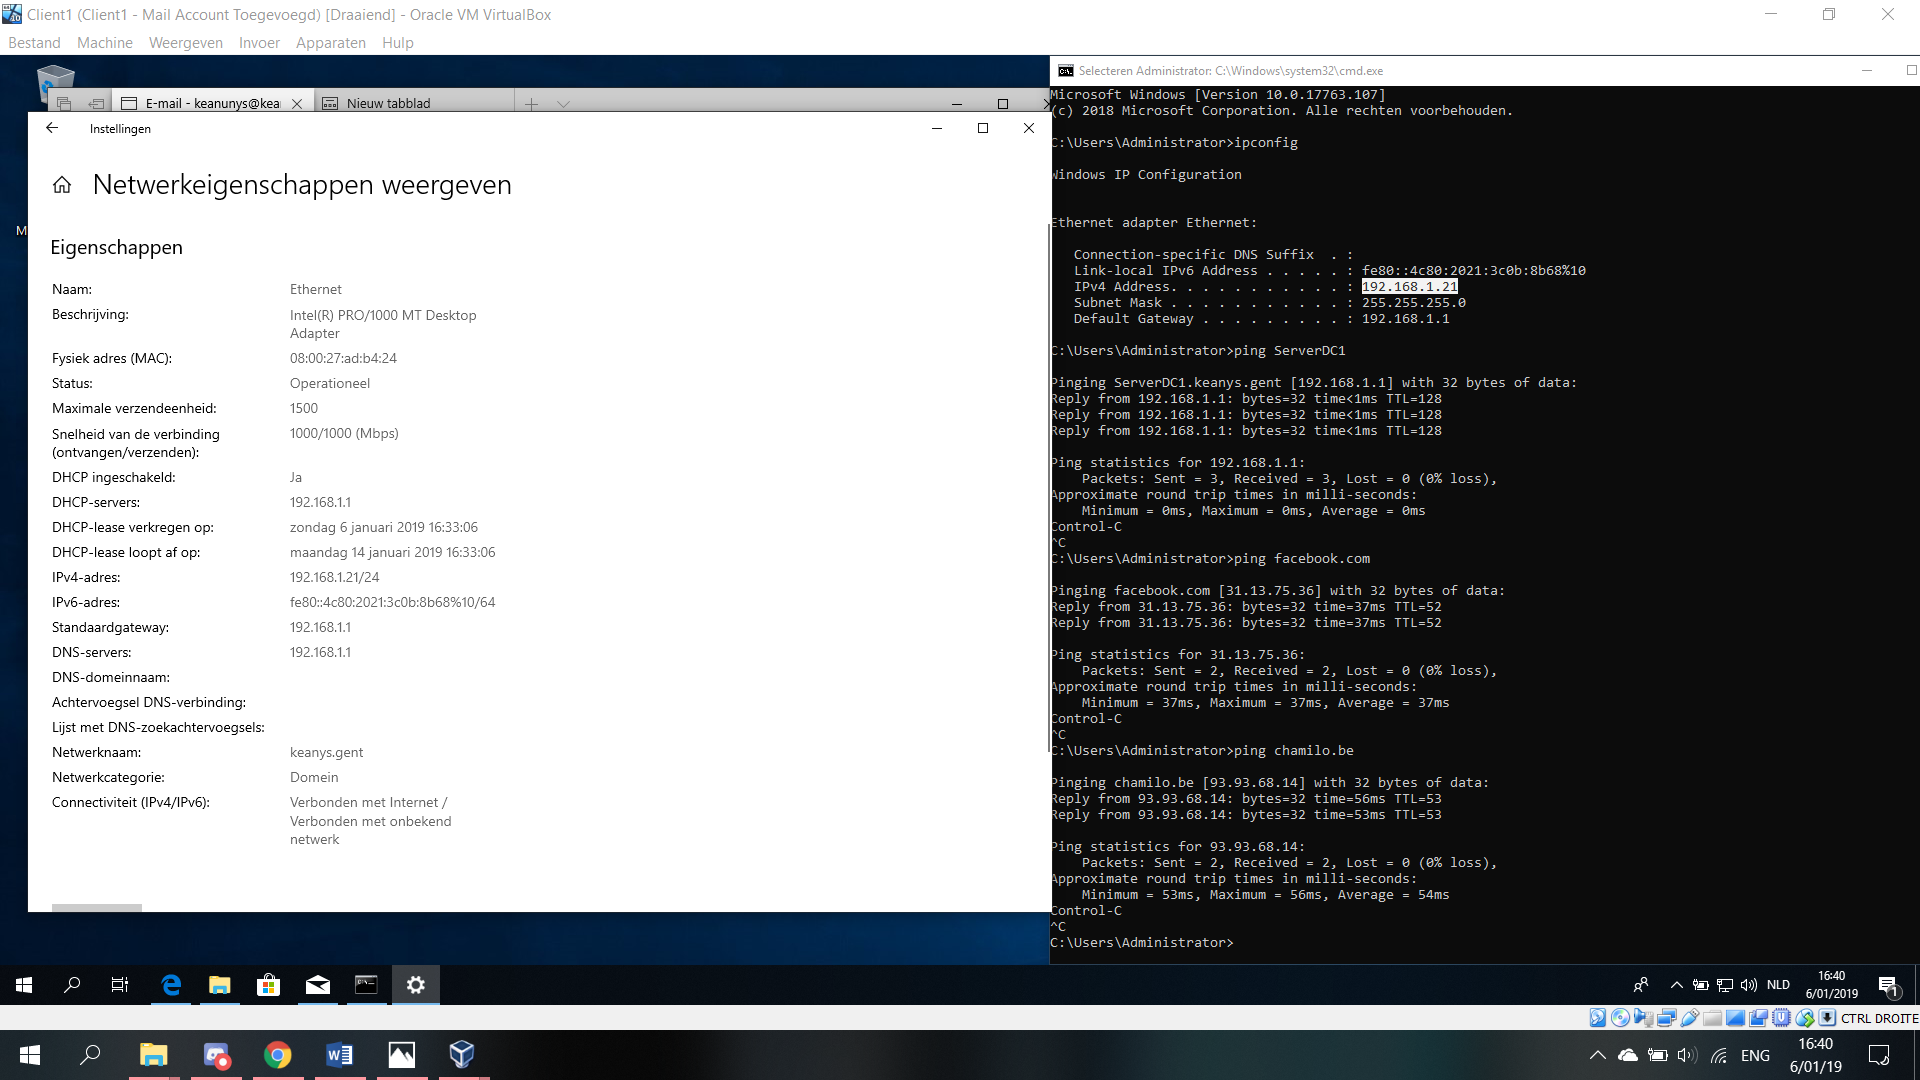 Client1 (Client1 - Mail Account Toegevoegd) [Draaiend] - Oracle VM VirtualBox
Bestand Machine Weergeven Invoer Apparaten Hulp
E-mail - keanunys@kea
Nieuw tabblad
Instellingen
Netwerkeigenschappen weergeven
Eigenschappen
Naam: Ethernet
Beschrijving: Intel(R) PRO/1000 MT Desktop
Adapter
Fysiek adres (MAC): 08:00:27:ad:b4:24
Status: Operationeel
Maximale verzendeenheid: 1500
Snelheid van de verbinding 1000/1000 (Mbps)
(ontvangen/verzenden):
DHCP ingeschakeld: Ja
DHCP-servers: 192.168.1.1
DHCP-lease verkregen op: zondag 6 januari 2019 16:33:06
DHCP-lease loopt af op: maandag 14 januari 2019 16:33:06
IPv4-adres: 192.168.1.21/24
IPv6-adres: fe80::4c80:2021:3c0b:8b68%10/64
Standaardgateway: 192.168.1.1
DNS-servers: 192.168.1.1
DNS-domeinnaam:
Achtervoegsel DNS-verbinding:
Lijst met DNS-zoekachtervoegsels:
Netwerknaam: keanys.gent
Netwerkcategorie: Domein
Connectiviteit (IPv4/IPv6): Verbonden met Internet /
Verbonden met onbekend
netwerk
M
Selecteren Administrator: C:\Windows\system32\cmd.exe
Microsoft Windows [Version 10.0.17763.107]
(c) 2018 Microsoft Corporation. Alle rechten voorbehouden.
C:\Users\Administrator>ipconfig
Windows IP Configuration
Ethernet adapter Ethernet:
Connection-specific DNS Suffix . :
Link-local IPv6 Address . . . . . : fe80::4c80:2021:3c0b:8b68%10
IPv4 Address. . . . . . . . . . . : 192.168.1.21
Subnet Mask . . . . . . . . . . . : 255.255.255.0
Default Gateway . . . . . . . . . : 192.168.1.1
C:\Users\Administrator>ping ServerDC1
Pinging ServerDC1.keanys.gent [192.168.1.1] with 32 bytes of data:
Reply from 192.168.1.1: bytes=32 time<1ms TTL=128
Reply from 192.168.1.1: bytes=32 time<1ms TTL=128
Reply from 192.168.1.1: bytes=32 time<1ms TTL=128
Ping statistics for 192.168.1.1:
Packets: Sent = 3, Received = 3, Lost = 0 (0% loss),
Approximate round trip times in milli-seconds:
Minimum = 0ms, Maximum = 0ms, Average = 0ms
Control-C
^C
C:\Users\Administrator>ping facebook.com
Pinging facebook.com [31.13.75.36] with 32 bytes of data:
Reply from 31.13.75.36: bytes=32 time=37ms TTL=52
Reply from 31.13.75.36: bytes=32 time=37ms TTL=52
Ping statistics for 31.13.75.36:
Packets: Sent = 2, Received = 2, Lost = 0 (0% loss),
Approximate round trip times in milli-seconds:
Minimum = 37ms, Maximum = 37ms, Average = 37ms
Control-C
^C
C:\Users\Administrator>ping chamilo.be
Pinging chamilo.be [93.93.68.14] with 32 bytes of data:
Reply from 93.93.68.14: bytes=32 time=56ms TTL=53
Reply from 93.93.68.14: bytes=32 time=53ms TTL=53
Ping statistics for 93.93.68.14:
Packets: Sent = 2, Received = 2, Lost = 0 (0% loss),
Approximate round trip times in milli-seconds:
Minimum = 53ms, Maximum = 56ms, Average = 54ms
Control-C
^C
C:\Users\Administrator>
NLD
16:40
6/01/2019
1
CTRL DROITE
ENG
16:40
6/01/19